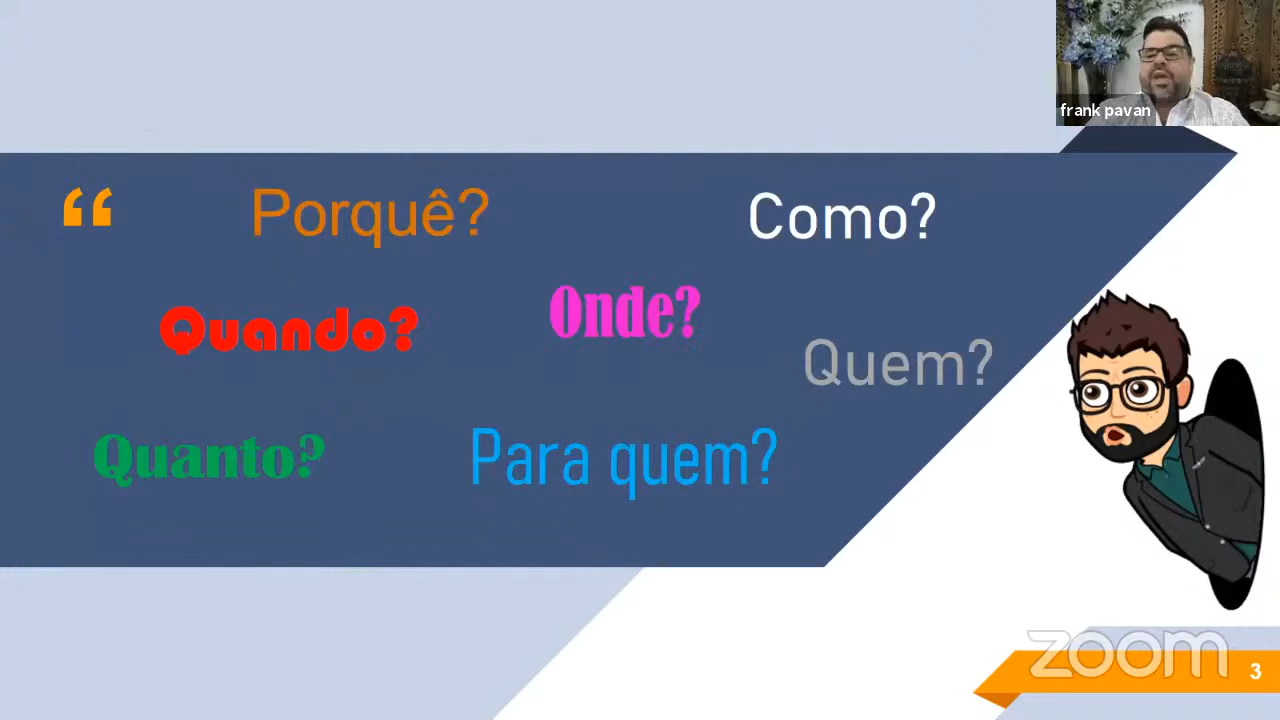 frank pavan
“
Porquê?
Como?
Quando?
Onde?
Quem?
Quanto?
Para quem?
zoom
3